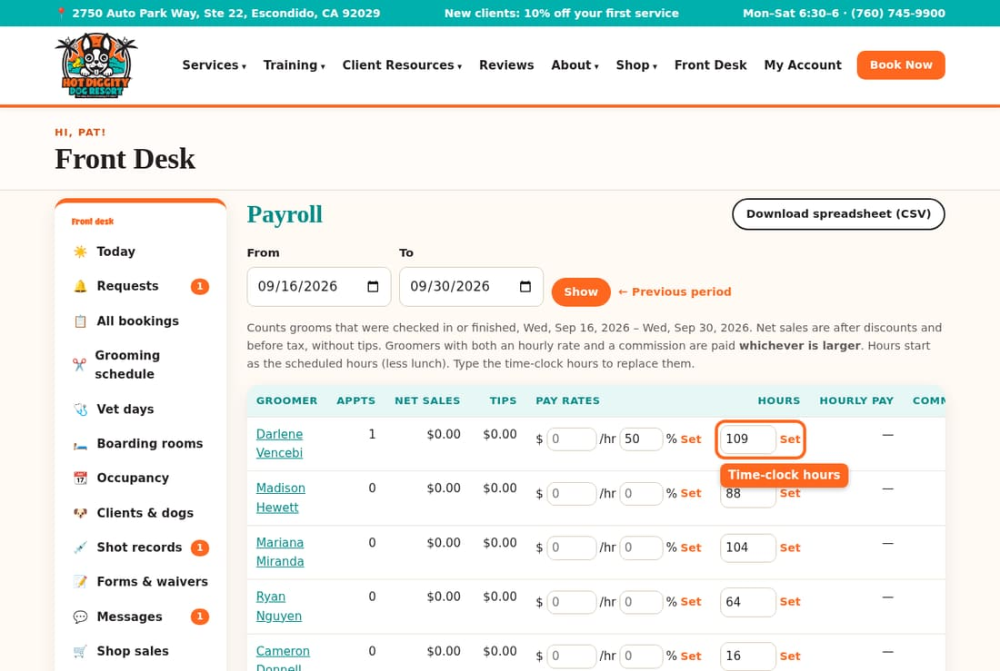 📍 2750 Auto Park Way, Ste 22, Escondido, CA 92029
New clients: 10% off your first service
Mon–Sat 6:30–6 · (760) 745-9900
HOT DIGGITY
DOG RESORT
Services ▾
Training ▾
Client Resources ▾
Reviews
About ▾
Shop ▾
Front Desk
My Account
Book Now
HI, PAT!
Front Desk
Front desk
☀️ Today
🔔 Requests 1
📋 All bookings
✂️ Grooming
schedule
🩺 Vet days
🛏️ Boarding rooms
📆 Occupancy
🐶 Clients & dogs
💉 Shot records 1
📝 Forms & waivers
💬 Messages 1
🛒 Shop sales
Payroll
Download spreadsheet (CSV)
From
To
09/16/2026
09/30/2026
Show
← Previous period
Counts grooms that were checked in or finished, Wed, Sep 16, 2026 – Wed, Sep 30, 2026. Net sales are after discounts and
before tax, without tips. Groomers with both an hourly rate and a commission are paid whichever is larger. Hours start
as the scheduled hours (less lunch). Type the time-clock hours to replace them.
GROOMER APPTS NET SALES TIPS PAY RATES HOURS HOURLY PAY COMM
Darlene 1 $0.00 $0.00 $ 0 /hr 50 % Set 109 Set —
Vencebi
Time-clock hours
Madison 0 $0.00 $0.00 $ 0 /hr 0 % Set 88 Set —
Hewett
Mariana 0 $0.00 $0.00 $ 0 /hr 0 % Set 104 Set —
Miranda
Ryan 0 $0.00 $0.00 $ 0 /hr 0 % Set 64 Set —
Nguyen
Cameron 0 $0.00 $0.00 $ 0 /hr 0 % Set 16 Set —
Donnell